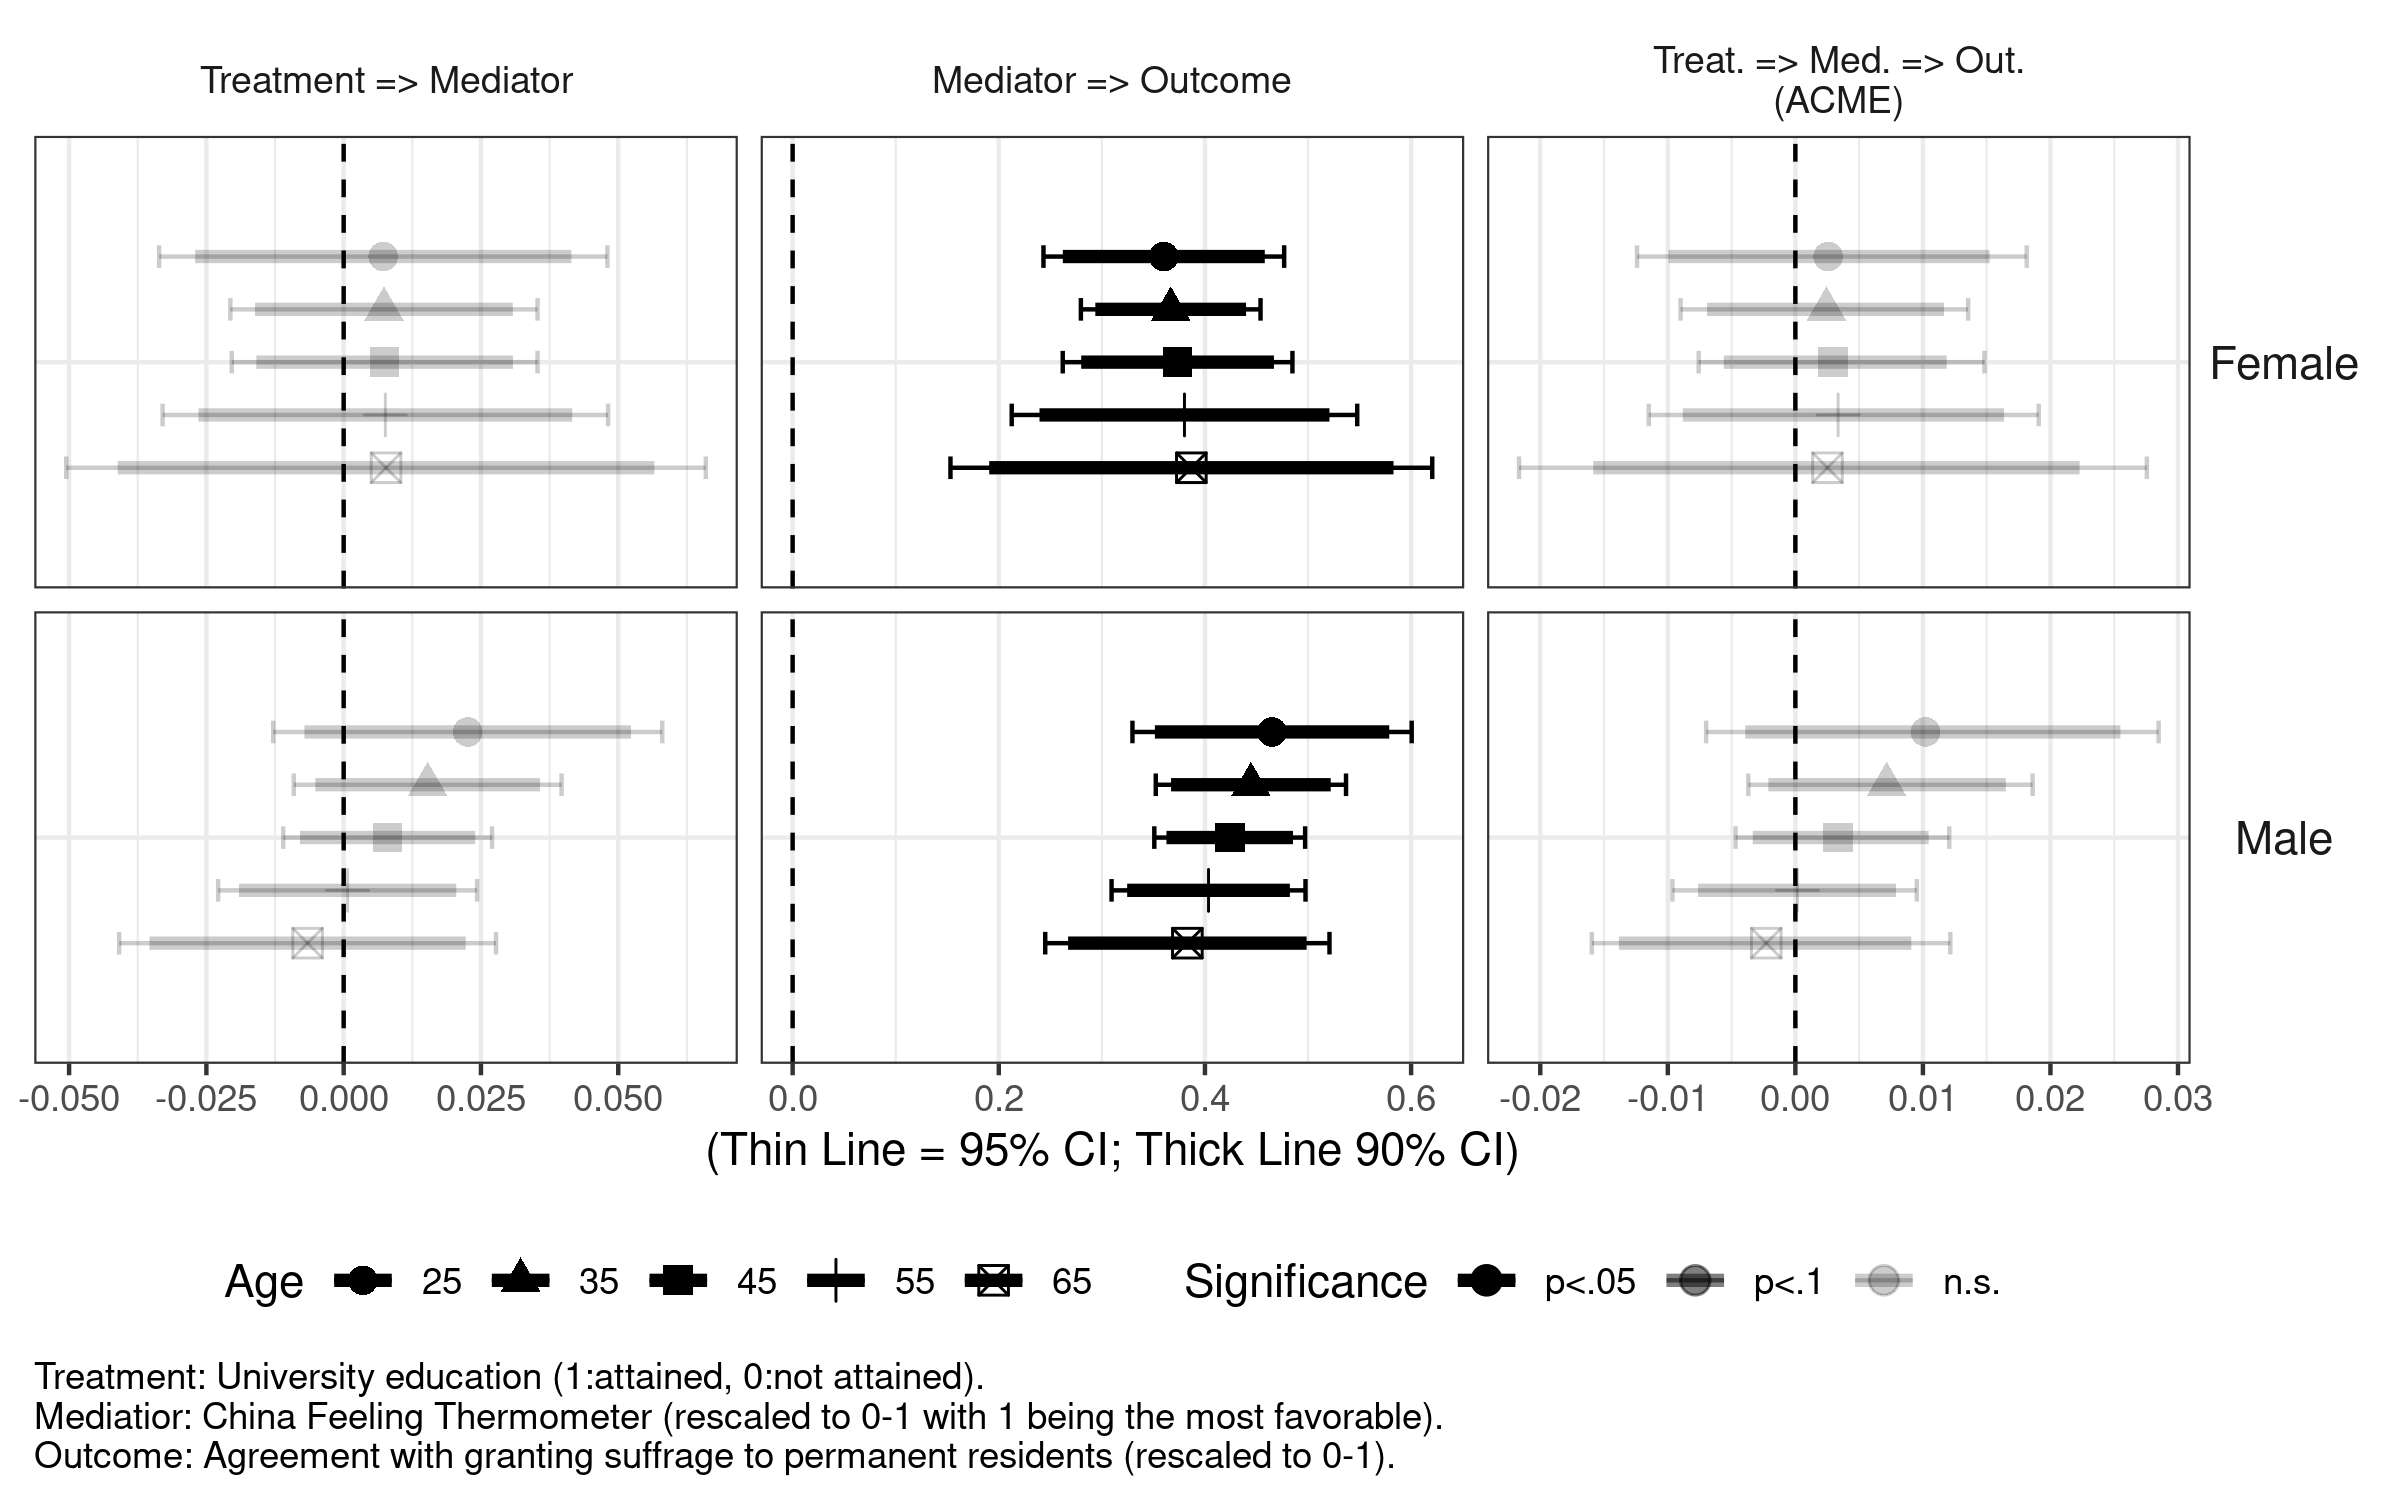 Treatment => Mediator
Mediator => Outcome
Treat. => Med. => Out.
(ACME)
Female
Male
-0.050 -0.025 0.000 0.025 0.050
0.0 0.2 0.4 0.6
-0.02 -0.01 0.00 0.01 0.02 0.03
(Thin Line = 95% CI; Thick Line 90% CI)
Age 25 35 45 55 65 Significance p<.05 p<.1 n.s.
Treatment: University education (1:attained, 0:not attained).
Mediatior: China Feeling Thermometer (rescaled to 0-1 with 1 being the most favorable).
Outcome: Agreement with granting suffrage to permanent residents (rescaled to 0-1).